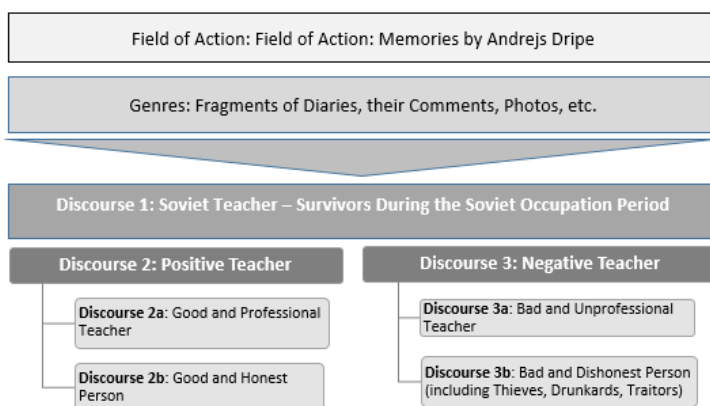 Field of Action: Field of Action: Memories by Andrejs Dripe
Genres: Fragments of Diaries, their Comments, Photos, etc.
Discourse 1: Soviet Teacher – Survivors During the Soviet Occupation Period
Discourse 2: Positive Teacher
Discourse 2a: Good and Professional
Teacher
Discourse 2b: Good and Honest
Person
Discourse 3: Negative Teacher
Discourse 3a: Bad and Unprofessional
Teacher
Discourse 3b: Bad and Dishonest Person
(including Thieves, Drunkards, Traitors)